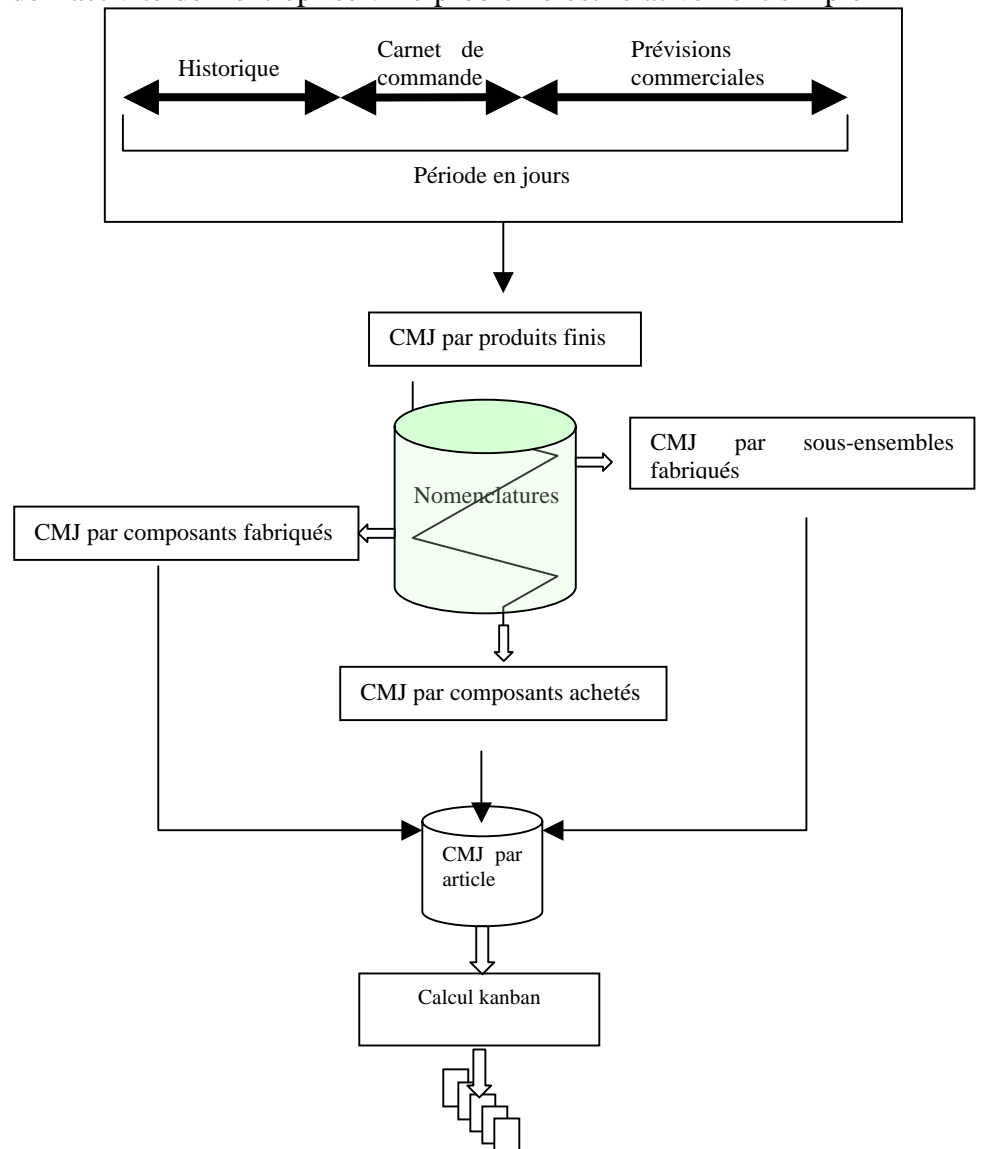 Historique
Carnet de
commande
Prévisions
commerciales
Période en jours
CMJ par produits finis
CMJ par sous-ensembles
fabriqués
Nomenclatures
CMJ par composants fabriqués
CMJ par composants achetés
CMJ par
article
Calcul kanban